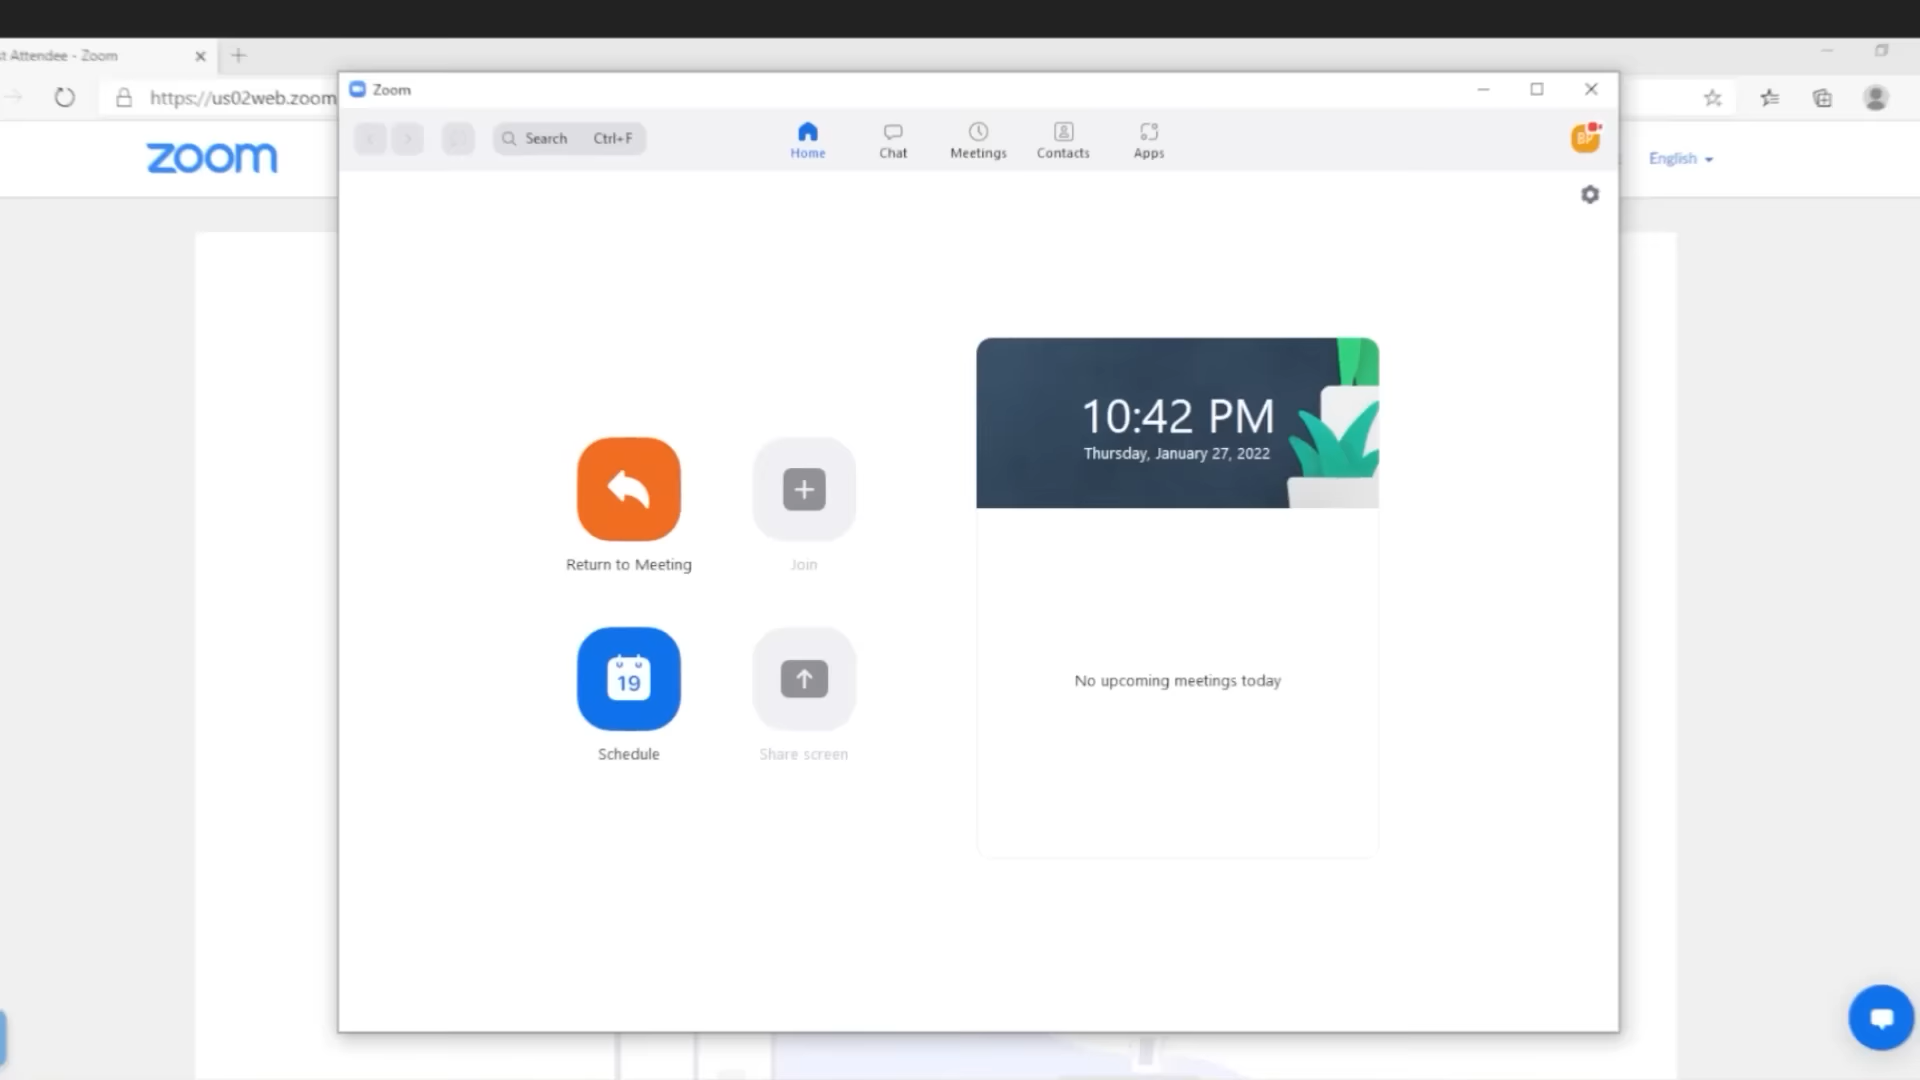 st Attendee - Zoom
https://us02web.zoom
zoom
English
Zoom
Search Ctrl+F
Home
Chat
Meetings
Contacts
Apps
10:42 PM
Thursday, January 27, 2022
Return to Meeting
Join
19
Schedule
Share screen
No upcoming meetings today